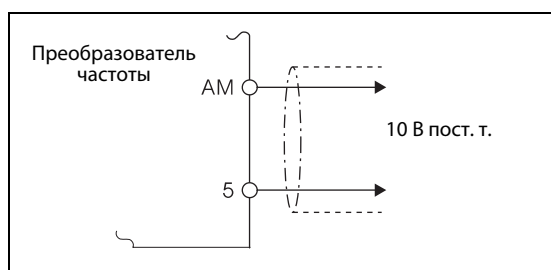 Преобразователь
частоты
AM
10 В пост. т.
5